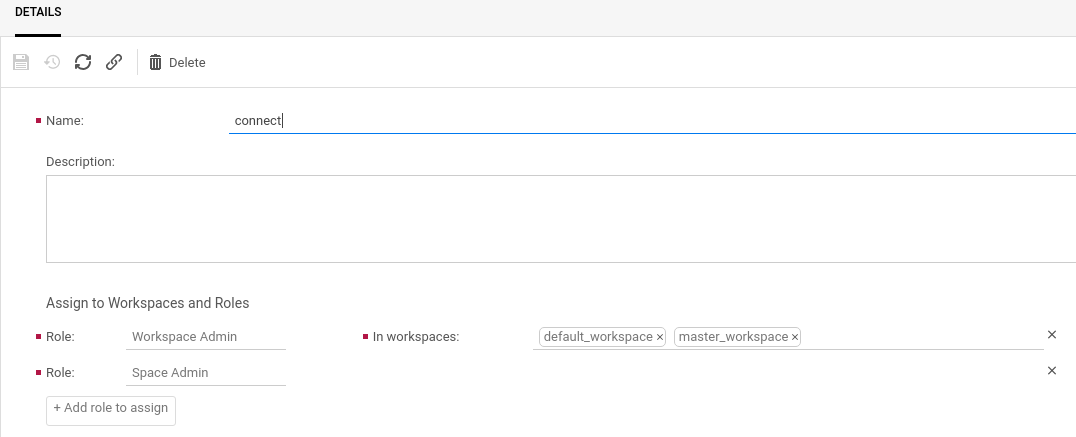 DETAILS
Delete
Name: connect
Description:
Assign to Workspaces and Roles
Role: Workspace Admin In workspaces: default_workspace × master_workspace ×
Role: Space Admin
+ Add role to assign